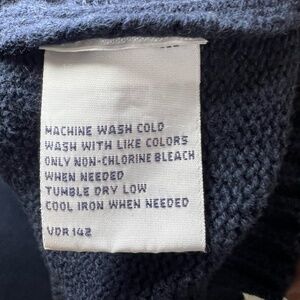 MACHINE WASH COLD
WASH WITH LIKE COLORS
ONLY NON-CHLORINE BLEACH
WHEN NEEDED
TUMBLE DRY LOW
COOL IRON WHEN NEEDED
VDR 142